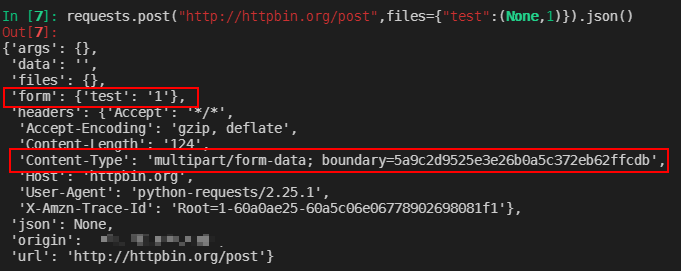 In [7]: requests.post("http://httpbin.org/post",files={"test":(None,1)}).json()
Out[7]:
{'args': {},
 'data': '',
 'files': {},
 'form': {'test': '1'},
 'headers': {'Accept': '*/*',
  'Accept-Encoding': 'gzip, deflate',
  'Content-Length': '124',
  'Content-Type': 'multipart/form-data; boundary=5a9c2d9525e3e26b0a5c372eb62ffcdb',
  'Host': 'httpbin.org',
  'User-Agent': 'python-requests/2.25.1',
  'X-Amzn-Trace-Id': 'Root=1-60a0ae25-60a5c06e06778902698081f1'},
 'json': None,
 'origin':
 'url': 'http://httpbin.org/post'}